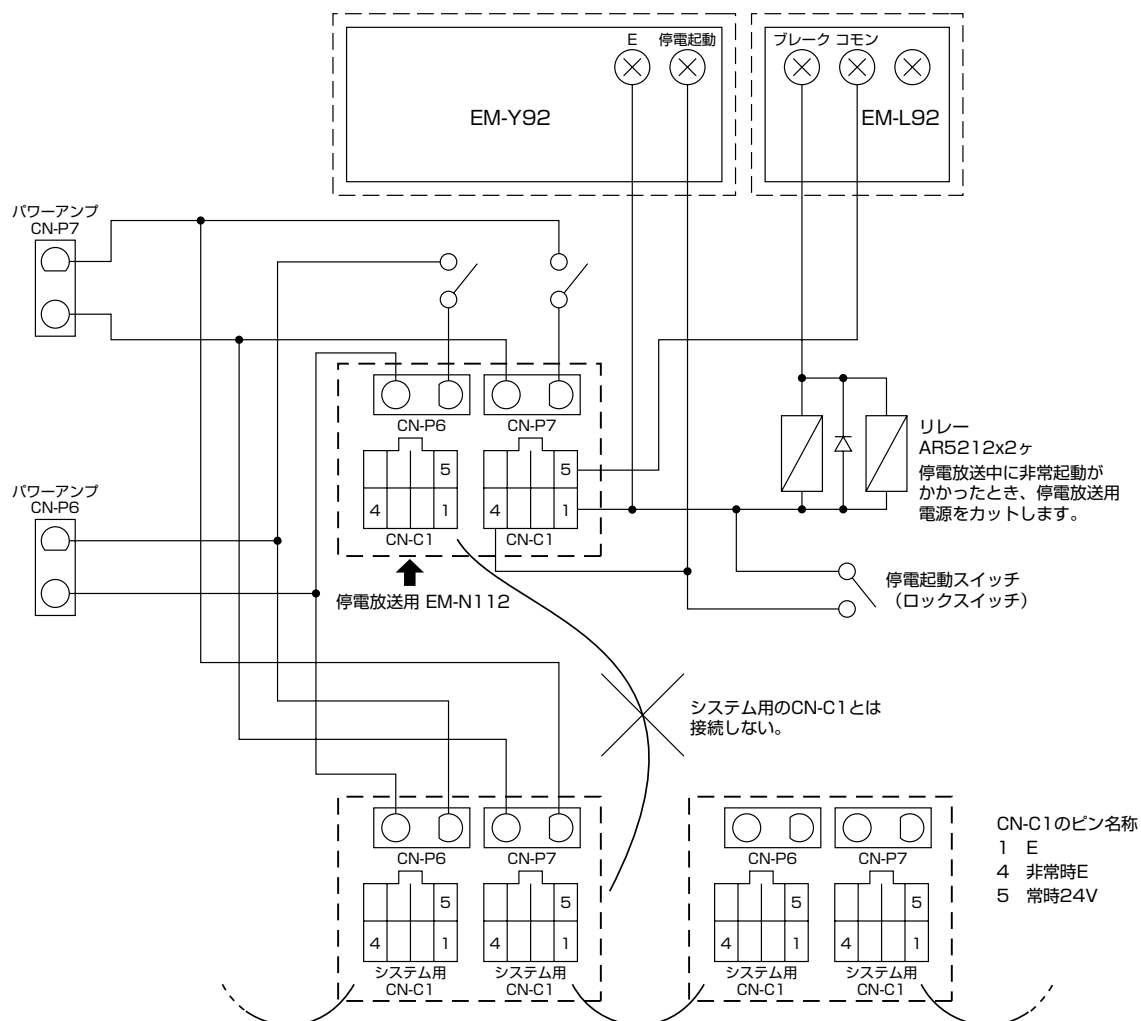 E 停電起動
ブレーク コモン
EM-Y92
EM-L92
パワーアンプ
CN-P7
CN-P6
CN-P7
リレー
AR5212x2ヶ
停電放送中に非常起動が
かかったとき、停電放送用
電源をカットします。
5
4
1
5
4
1
CN-C1
CN-C1
パワーアンプ
CN-P6
停電放送用 EM-N112
停電起動スイッチ
(ロックスイッチ)
システム用のCN-C1とは
接続しない。
CN-P6
CN-P7
5
4
1
5
4
1
システム用
CN-C1
システム用
CN-C1
CN-P6
CN-P7
5
4
1
5
4
1
システム用
CN-C1
システム用
CN-C1
CN-C1のピン名称
1 E
4 非常時E
5 常時24V